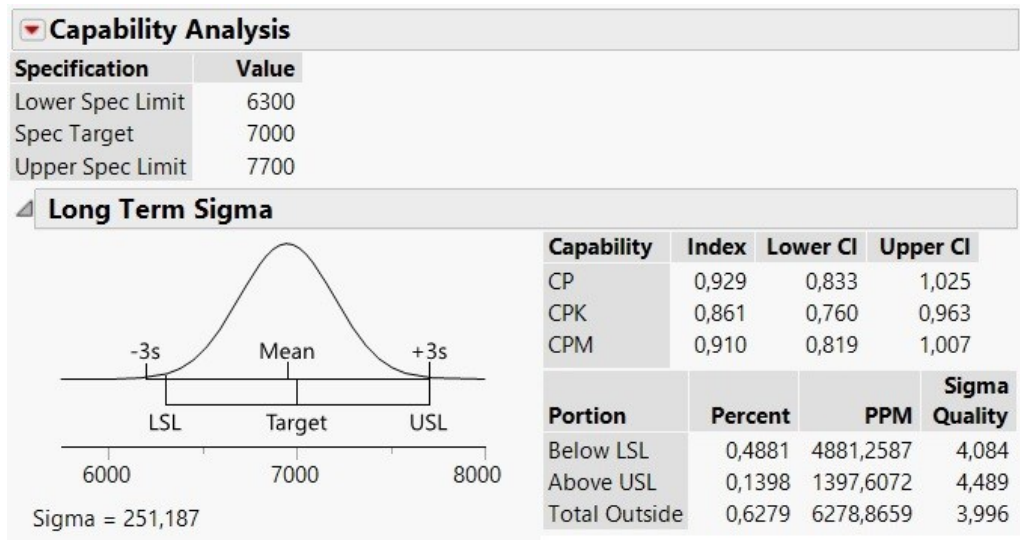 Capability Analysis
Specification Value
Lower Spec Limit 6300
Spec Target 7000
Upper Spec Limit 7700
Long Term Sigma
-3s Mean +3s
LSL Target USL
6000 7000 8000
Sigma = 251,187
Capability Index Lower CI Upper CI
CP 0,929 0,833 1,025
CPK 0,861 0,760 0,963
CPM 0,910 0,819 1,007
Sigma
Portion Percent PPM Quality
Below LSL 0,4881 4881,2587 4,084
Above USL 0,1398 1397,6072 4,489
Total Outside 0,6279 6278,8659 3,996